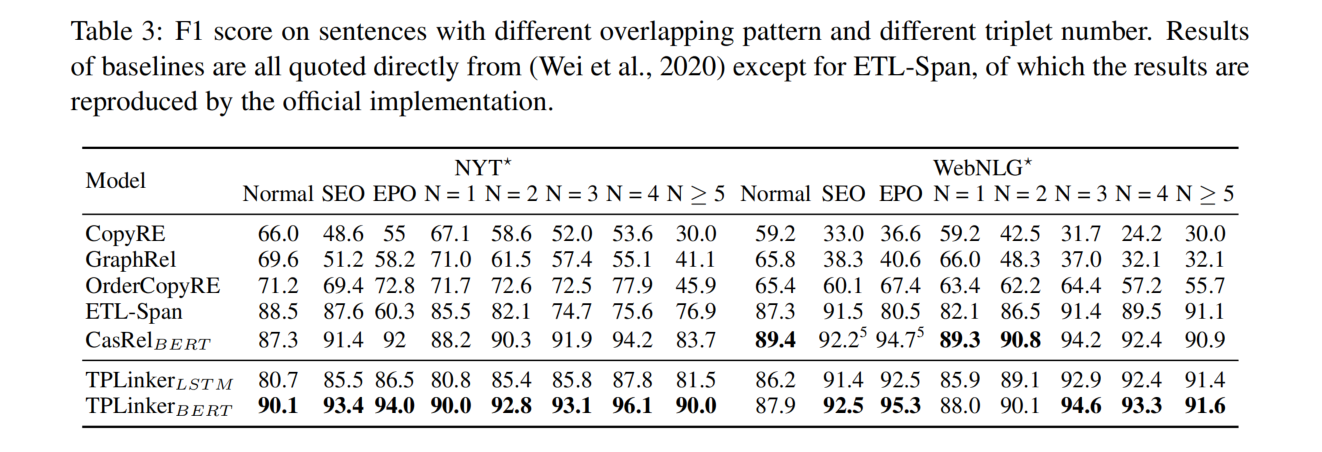 Table 3: F1 score on sentences with different overlapping pattern and different triplet number. Results
of baselines are all quoted directly from (Wei et al., 2020) except for ETL-Span, of which the results are
reproduced by the official implementation.
Model NYT* WebNLG*
Normal SEO EPO N = 1 N = 2 N = 3 N = 4 N ≥ 5 Normal SEO EPO N = 1 N = 2 N = 3 N = 4 N ≥ 5
CopyRE 66.0 48.6 55 67.1 58.6 52.0 53.6 30.0 59.2 33.0 36.6 59.2 42.5 31.7 24.2 30.0
GraphRel 69.6 51.2 58.2 71.0 61.5 57.4 55.1 41.1 65.8 38.3 40.6 66.0 48.3 37.0 32.1 32.1
OrderCopyRE 71.2 69.4 72.8 71.7 72.6 72.5 77.9 45.9 65.4 60.1 67.4 63.4 62.2 64.4 57.2 55.7
ETL-Span 88.5 87.6 60.3 85.5 82.1 74.7 75.6 76.9 87.3 91.5 80.5 82.1 86.5 91.4 89.5 91.1
CasRel BERT 87.3 91.4 92 88.2 90.3 91.9 94.2 83.7 89.4 92.2⁵ 94.7⁵ 89.3 90.8 94.2 92.4 90.9
TPLinker LSTM 80.7 85.5 86.5 80.8 85.4 85.8 87.8 81.5 86.2 91.4 92.5 85.9 89.1 92.9 92.4 91.4
TPLinker BERT 90.1 93.4 94.0 90.0 92.8 93.1 96.1 90.0 87.9 92.5 95.3 88.0 90.1 94.6 93.3 91.6